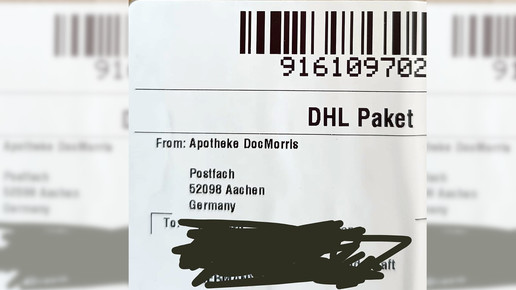 916109702
DHL Paket
From: Apotheke DocMorris
Postfach
52098 Aachen
Germany
To: